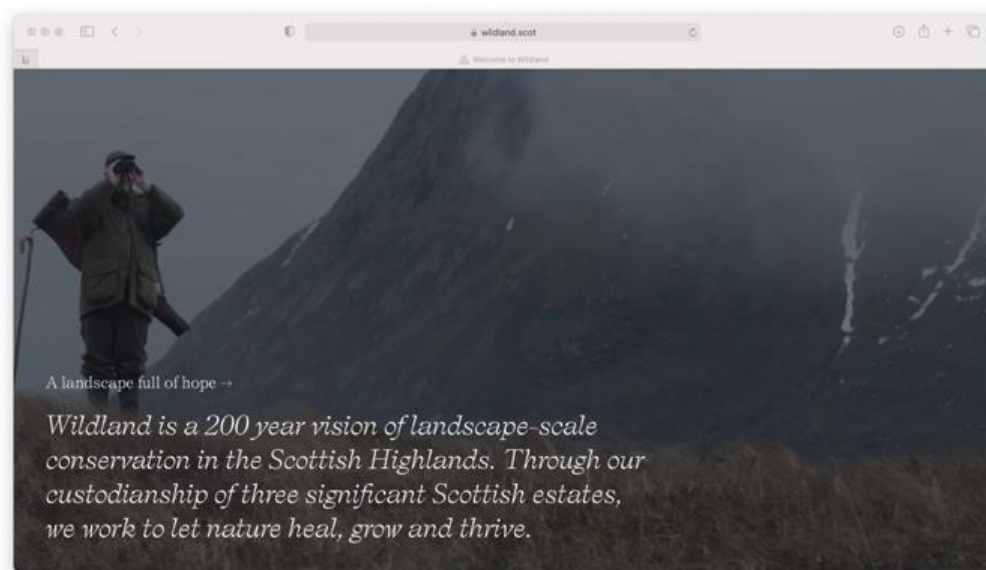 wildland.scot
Welcome to Wildland
A landscape full of hope →
Wildland is a 200 year vision of landscape-scale
conservation in the Scottish Highlands. Through our
custodianship of three significant Scottish estates,
we work to let nature heal, grow and thrive.